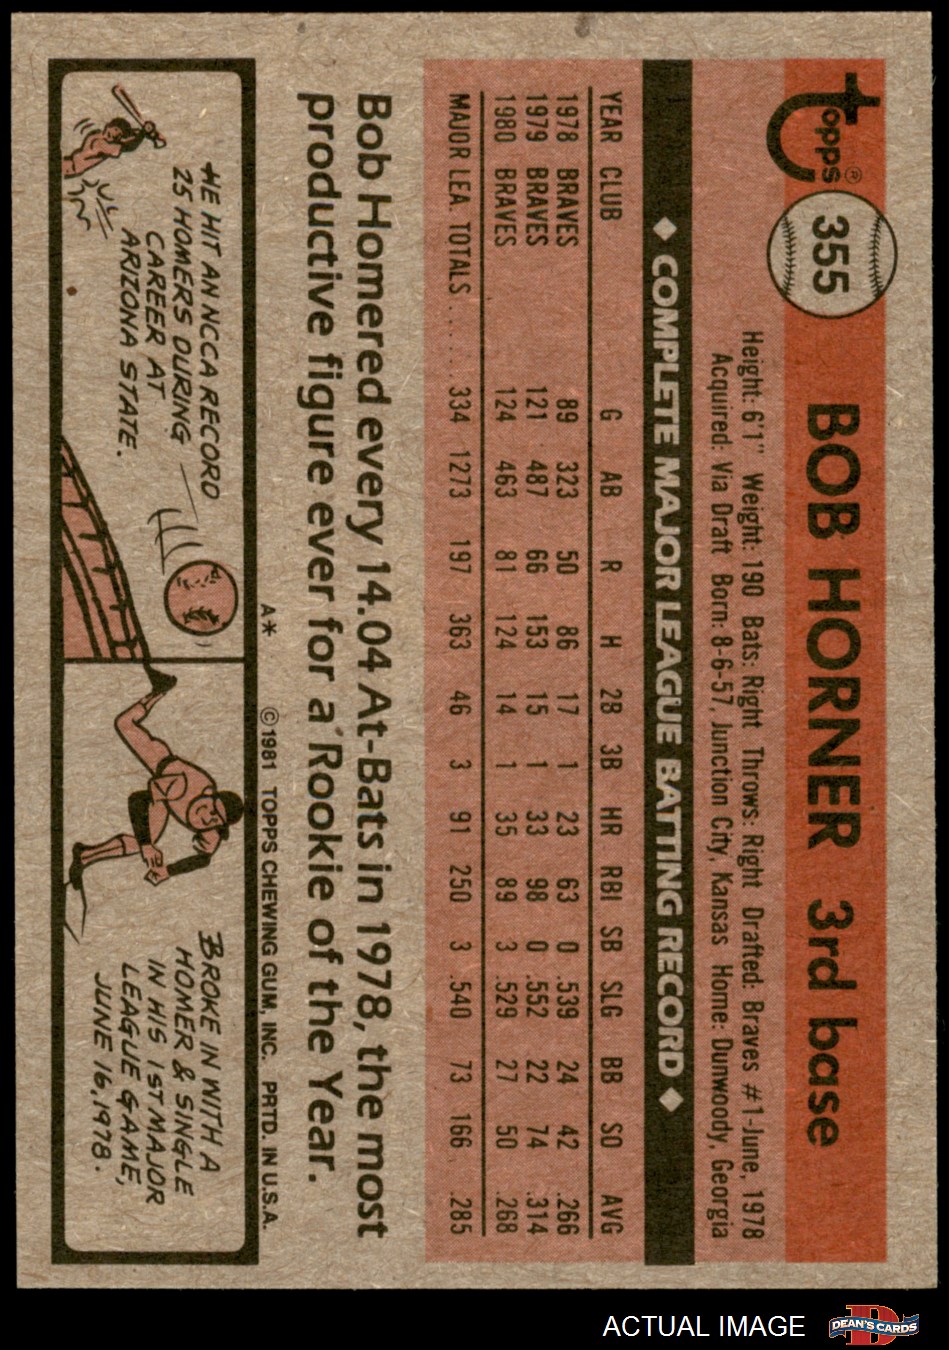 Topps® 355 BOB HORNER 3rd base
Height: 6'1" Weight: 190 Bats: Right Throws: Right Drafted: Braves #1-June, 1978
Acquired: Via Draft Born: 8-6-57, Junction City, Kansas Home: Dunwoody, Georgia
◆ COMPLETE MAJOR LEAGUE BATTING RECORD ◆
YEAR CLUB G AB R H 2B 3B HR RBI SB SLG BB SO AVG
1978 BRAVES 89 323 50 86 17 1 23 63 0 .539 24 42 .266
1979 BRAVES 121 487 66 153 15 1 33 98 0 .552 22 74 .314
1980 BRAVES 124 463 81 124 14 1 35 89 3 .529 27 50 .268
MAJOR LEA. TOTALS ...... 334 1273 197 363 46 3 91 250 3 .540 73 166 .285
Bob Homered every 14.04 At-Bats in 1978, the most
productive figure ever for a Rookie of the Year.
A* ©1981 TOPPS CHEWING GUM, INC. PRTD. IN U.S.A.
HE HIT AN NCCA RECORD
25 HOMERS DURING
CAREER AT
ARIZONA STATE.
BROKE IN WITH A
HOMER & SINGLE
IN HIS 1ST MAJOR
LEAGUE GAME,
JUNE 16, 1978.
ACTUAL IMAGE
DEAN'S CARDS